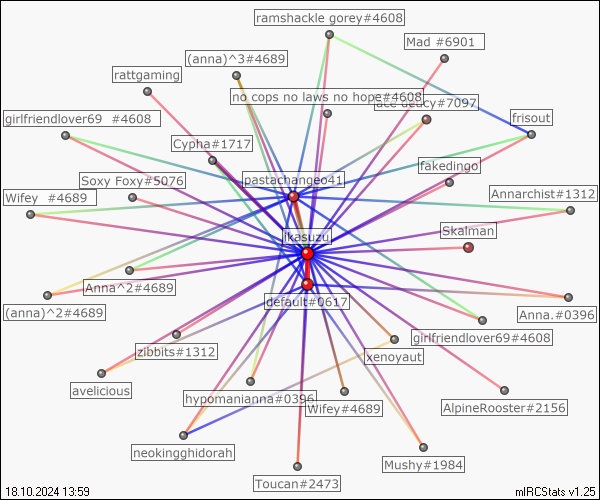 ramshackle gorey#4608
Mad #6901
(anna)^3#4689
rattgaming
no cops no laws no hope#4608
#7097
girlfriendlover69 #4608
frisout
Cypha#1717
fakedingo
Soxy Foxy#5076
pastachangeo41
Annarchist#1312
Wifey #4689
Skalman
ikasuzu
Anna^2#4689
default#0617
(anna)^2#4689
Anna.#0396
girlfriendlover69#4608
zibbits#1312
xenoyaut
avelicious
hypomanianna#0396
Wifey#4689
AlpineRooster#2156
neokingghidorah
Mushy#1984
Toucan#2473
18.10.2024 13:59
mIRCStats v1.25